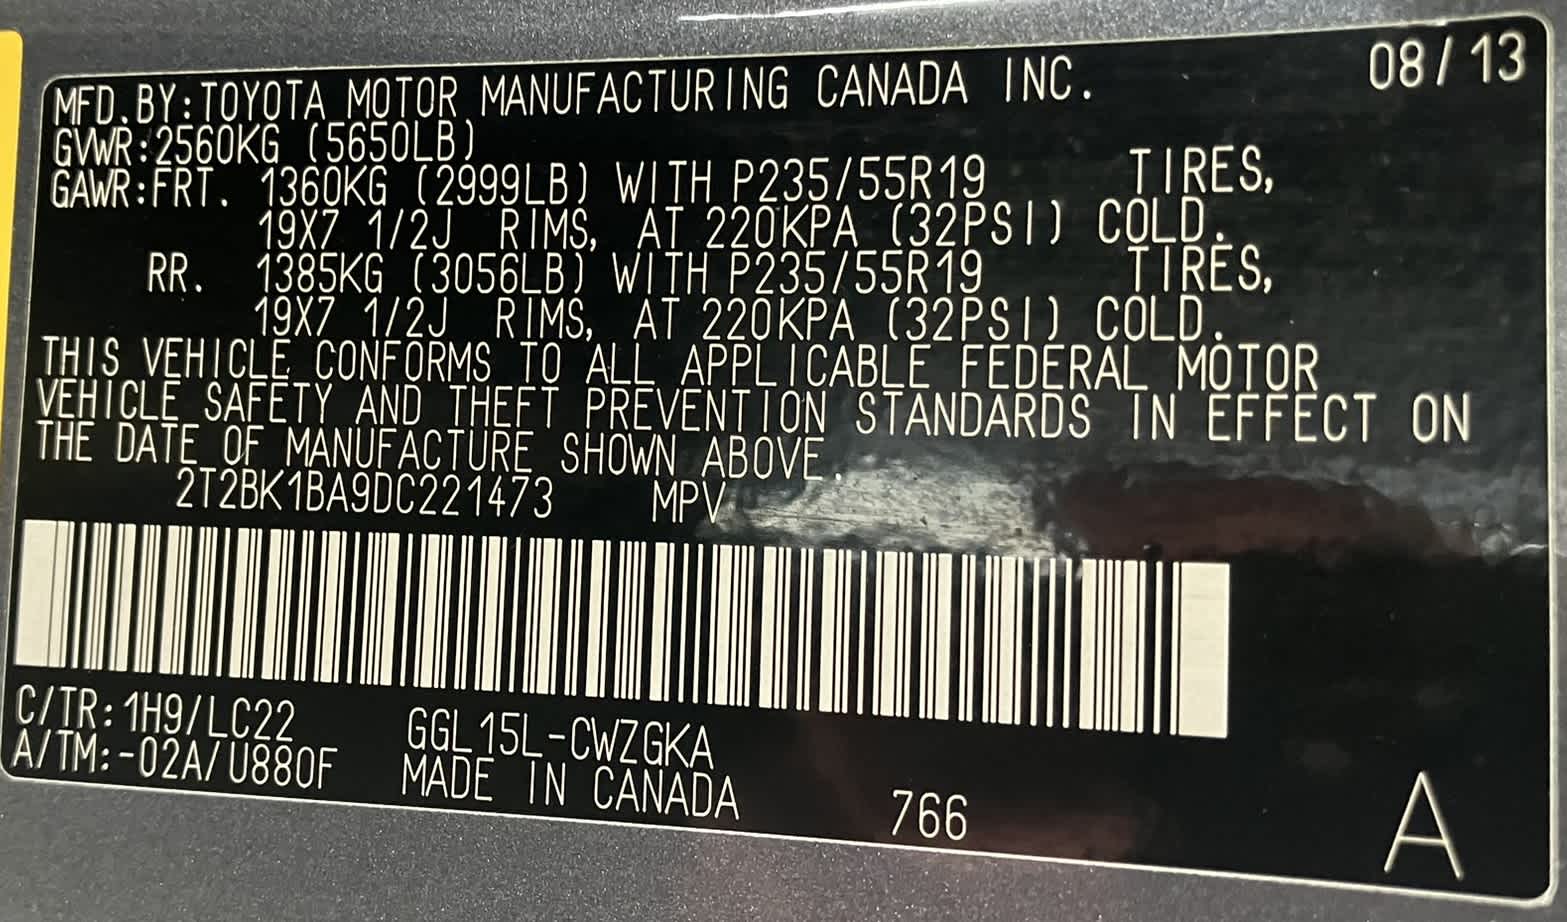 MFD.BY:TOYOTA MOTOR MANUFACTURING CANADA INC. 08/13
GVWR:2560KG (5650LB)
GAWR:FRT. 1360KG (2999LB) WITH P235/55R19 TIRES,
19X7 1/2J RIMS, AT 220KPA (32PSI) COLD.
RR. 1385KG (3056LB) WITH P235/55R19 TIRES,
19X7 1/2J RIMS, AT 220KPA (32PSI) COLD.
THIS VEHICLE CONFORMS TO ALL APPLICABLE FEDERAL MOTOR
VEHICLE SAFETY AND THEFT PREVENTION STANDARDS IN EFFECT ON
THE DATE OF MANUFACTURE SHOWN ABOVE.
2T2BK1BA9DC221473 MPV
C/TR:1H9/LC22 GGL15L-CWZGKA
A/TM:-02A/U880F MADE IN CANADA
766 A